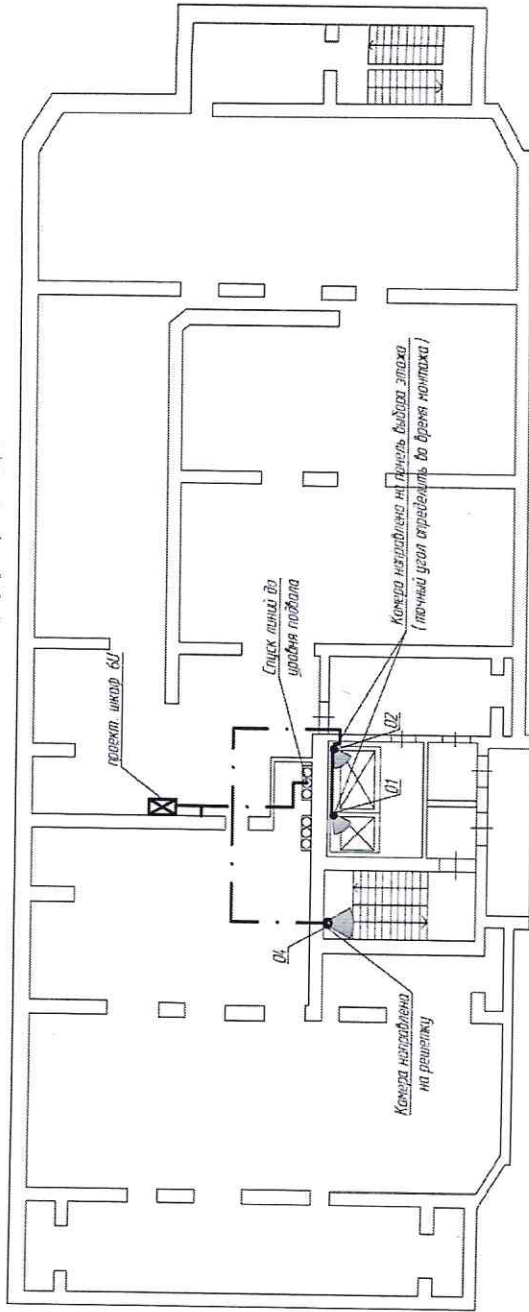 проект. шкаф 6U
Спуск линий до
уровня подвала
Камера направлена на панель выбора этажа
( точный угол определить во время монтажа )
02
01
04
Камера направлена
на решетку